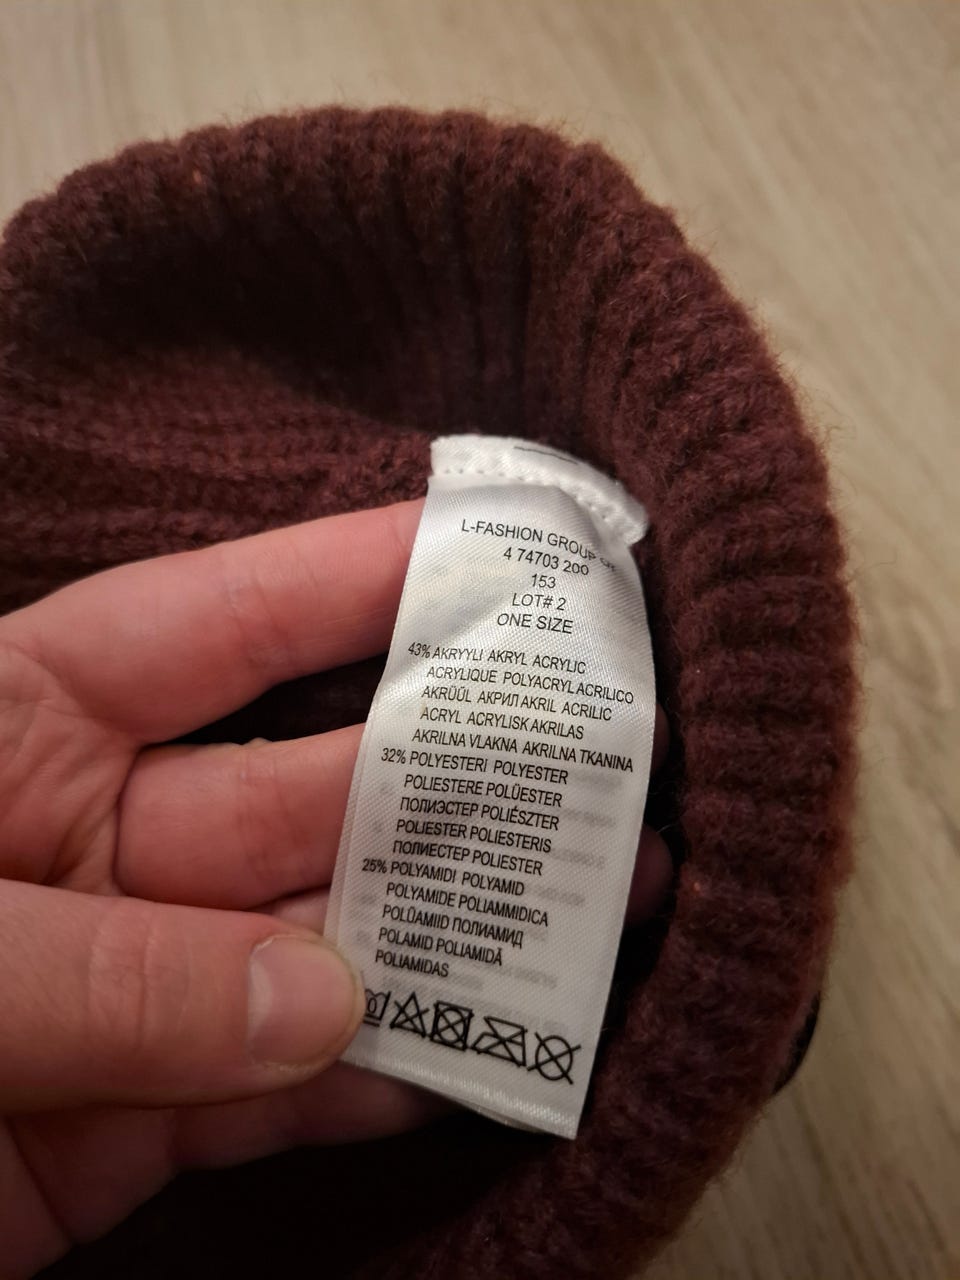 L-FASHION GROUP
4 74703 200
153
LOT# 2
ONE SIZE
43% AKRYYLI AKRYL ACRYLIC
ACRYLIQUE POLYACRYL ACRILICO
AKRÜÜL АКРИЛ AKRIL ACRILIC
ACRYL ACRYLISK AKRILAS
AKRILNA VLAKNA AKRILNA TKANINA
32% POLYESTERI POLYESTER
POLIESTERE POLÜESTER
ПОЛИЭСТЕР POLIÉSZTER
POLIESTER POLIESTERIS
ПОЛИЕСТЕР POLIESTER
25% POLYAMIDI POLYAMID
POLYAMIDE POLIAMMIDICA
POLÜAMIID ПОЛИАМИД
POLAMID POLIAMIDĂ
POLIAMIDAS